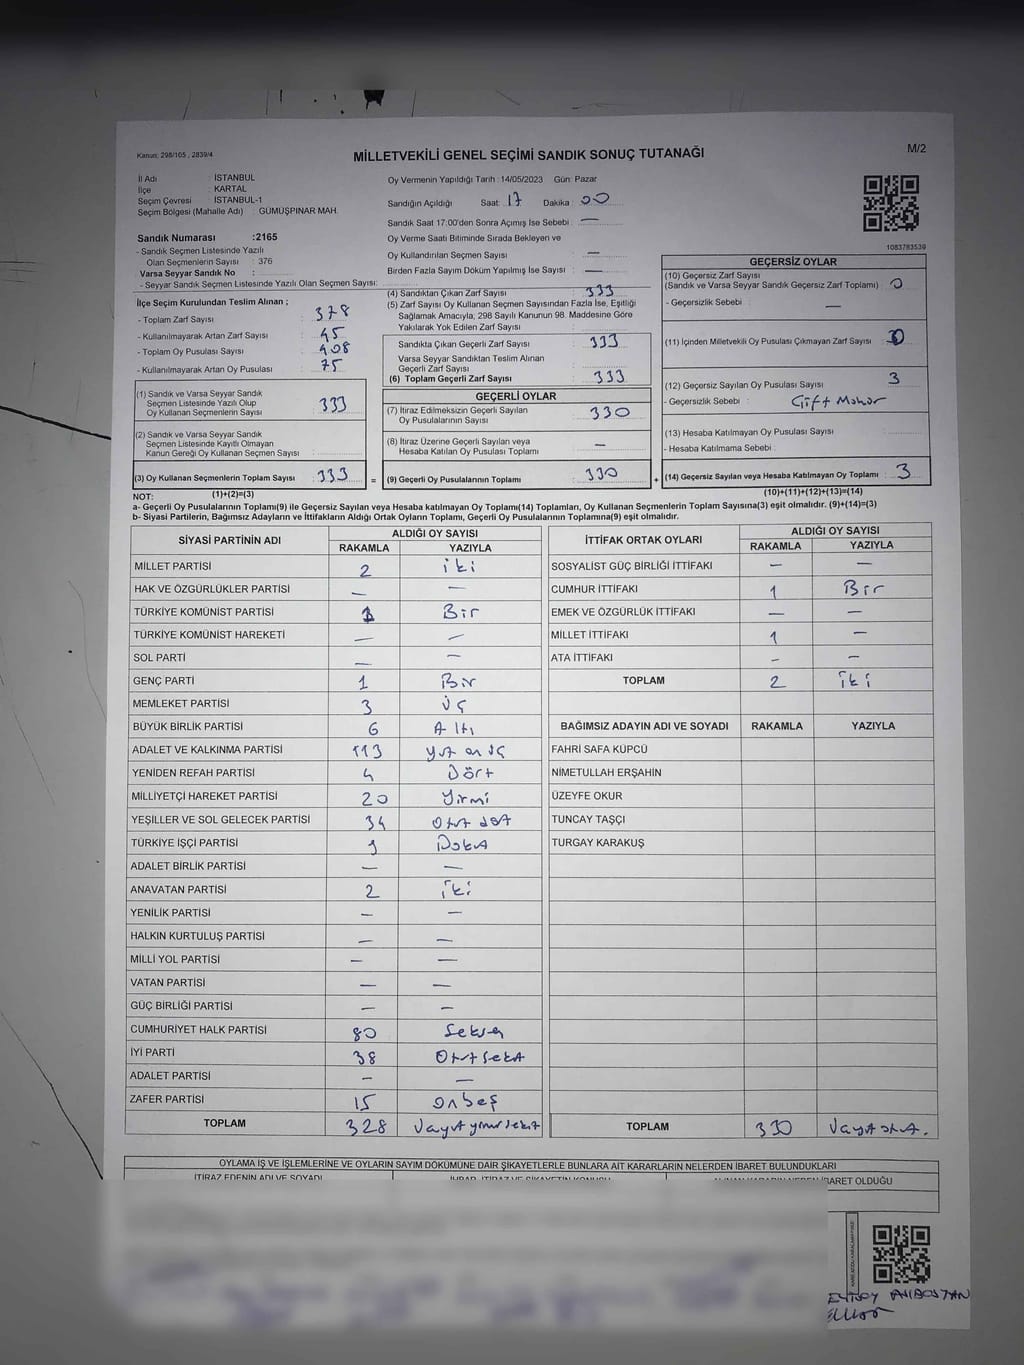 Kanun: 298/165 , 2839/4
MİLLETVEKİLİ GENEL SEÇİMİ SANDIK SONUÇ TUTANAĞI
M/2
İl Adı : İSTANBUL
İlçe : KARTAL
Seçim Çevresi : İSTANBUL-1
Seçim Bölgesi (Mahalle Adı) : GÜMÜŞPINAR MAH.
Oy Vermenin Yapıldığı Tarih : 14/05/2023 Gün: Pazar
Sandığın Açıldığı Saat: 17 Dakika : 00
Sandık Saat 17:00'den Sonra Açımış İse Sebebi : —
Oy Verme Saati Bitiminde Sırada Bekleyen ve
Oy Kullandırılan Seçmen Sayısı : —
Birden Fazla Sayım Döküm Yapılmış İse Sayısı : —
1083783539
Sandık Numarası :2165
- Sandık Seçmen Listesinde Yazılı
Olan Seçmenlerin Sayısı : 376
Varsa Seyyar Sandık No :
- Seyyar Sandık Seçmen Listesinde Yazılı Olan Seçmen Sayısı:
İlçe Seçim Kurulundan Teslim Alınan ;
- Toplam Zarf Sayısı : 378
- Kullanılmayarak Artan Zarf Sayısı : 45
- Toplam Oy Pusulası Sayısı : 408
- Kullanılmayarak Artan Oy Pusulası : 75
(4) Sandıktan Çıkan Zarf Sayısı : 333
(5) Zarf Sayısı Oy Kullanan Seçmen Sayısından Fazla İse, Eşitliği
Sağlamak Amacıyla, 298 Sayılı Kanunun 98. Maddesine Göre
Yakılarak Yok Edilen Zarf Sayısı :
Sandıkta Çıkan Geçerli Zarf Sayısı : 333
Varsa Seyyar Sandıktan Teslim Alınan
Geçerli Zarf Sayısı :
(6) Toplam Geçerli Zarf Sayısı : 333
GEÇERSİZ OYLAR
(10) Geçersiz Zarf Sayısı
(Sandık ve Varsa Seyyar Sandık Geçersiz Zarf Toplamı) : 0
- Geçersizlik Sebebi : —
(11) İçinden Milletvekili Oy Pusulası Çıkmayan Zarf Sayısı : 0
(12) Geçersiz Sayılan Oy Pusulası Sayısı : 3
- Geçersizlik Sebebi : Çift Mühür
(13) Hesaba Katılmayan Oy Pusulası Sayısı :
- Hesaba Katılmama Sebebi :
(1) Sandık ve Varsa Seyyar Sandık
Seçmen Listesinde Yazılı Olup
Oy Kullanan Seçmenlerin Sayısı : 333
(2) Sandık ve Varsa Seyyar Sandık
Seçmen Listesinde Kayıtlı Olmayan
Kanun Gereği Oy Kullanan Seçmen Sayısı :
GEÇERLİ OYLAR
(7) İtiraz Edilmeksizin Geçerli Sayılan
Oy Pusulalarının Sayısı : 330
(8) İtiraz Üzerine Geçerli Sayılan veya
Hesaba Katılan Oy Pusulası Toplamı : —
(3) Oy Kullanan Seçmenlerin Toplam Sayısı : 333 = (9) Geçerli Oy Pusulalarının Toplamı : 330 + (14) Geçersiz Sayılan veya Hesaba Katılmayan Oy Toplamı : 3
NOT: (1)+(2)=(3) (10)+(11)+(12)+(13)=(14)
a- Geçerli Oy Pusulalarının Toplamı(9) ile Geçersiz Sayılan veya Hesaba katılmayan Oy Toplamı(14) Toplamları, Oy Kullanan Seçmenlerin Toplam Sayısına(3) eşit olmalıdır. (9)+(14)=(3)
b- Siyasi Partilerin, Bağımsız Adayların ve İttifakların Aldığı Ortak Oyların Toplamı, Geçerli Oy Pusulalarının Toplamına(9) eşit olmalıdır.
SİYASİ PARTİNİN ADI ALDIĞI OY SAYISI
RAKAMLA YAZIYLA
MİLLET PARTİSİ 2 iki
HAK VE ÖZGÜRLÜKLER PARTİSİ — —
TÜRKİYE KOMÜNİST PARTİSİ 1 Bir
TÜRKİYE KOMÜNİST HAREKETİ — —
SOL PARTİ — —
GENÇ PARTİ 1 Bir
MEMLEKET PARTİSİ 3 üç
BÜYÜK BİRLİK PARTİSİ 6 Altı
ADALET VE KALKINMA PARTİSİ 113 yüz on üç
YENİDEN REFAH PARTİSİ 4 Dört
MİLLİYETÇİ HAREKET PARTİSİ 20 Yirmi
YEŞİLLER VE SOL GELECEK PARTİSİ 34 otuz dört
TÜRKİYE İŞÇİ PARTİSİ 9 Dokuz
ADALET BİRLİK PARTİSİ — —
ANAVATAN PARTİSİ 2 iki
YENİLİK PARTİSİ — —
HALKIN KURTULUŞ PARTİSİ — —
MİLLİ YOL PARTİSİ — —
VATAN PARTİSİ — —
GÜÇ BİRLİĞİ PARTİSİ — —
CUMHURİYET HALK PARTİSİ 80 Seksen
İYİ PARTİ 38 Otuz sekiz
ADALET PARTİSİ — —
ZAFER PARTİSİ 15 onbeş
TOPLAM 328 üçyüz yirmi sekiz
İTTİFAK ORTAK OYLARI ALDIĞI OY SAYISI
RAKAMLA YAZIYLA
SOSYALİST GÜÇ BİRLİĞİ İTTİFAKI — —
CUMHUR İTTİFAKI 1 Bir
EMEK VE ÖZGÜRLÜK İTTİFAKI — —
MİLLET İTTİFAKI 1 —
ATA İTTİFAKI - —
TOPLAM 2 iki
BAĞIMSIZ ADAYIN ADI VE SOYADI RAKAMLA YAZIYLA
FAHRİ SAFA KÜPCÜ
NİMETULLAH ERŞAHİN
ÜZEYFE OKUR
TUNCAY TAŞÇI
TURGAY KARAKUŞ
TOPLAM 330 üçyüz otuz.
OYLAMA İŞ VE İŞLEMLERİNE VE OYLARIN SAYIM DÖKÜMÜNE DAİR ŞİKAYETLERLE BUNLARA AİT KARARLARIN NELERDEN İBARET BULUNDUKLARI
İTİRAZ EDENİN ADI VE SOYADI
İBARET OLDUĞU